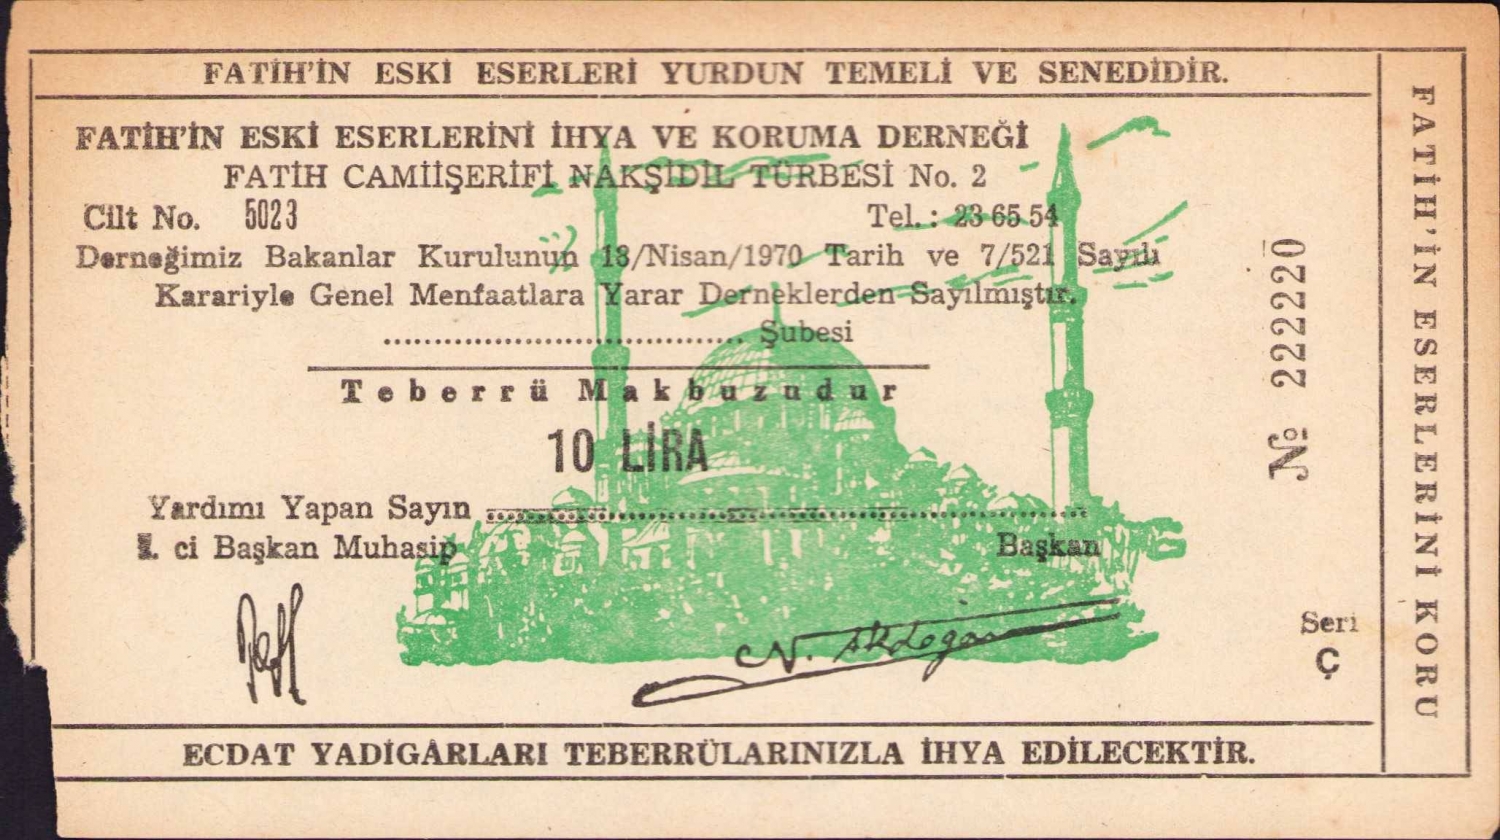 FATİH'İN ESKİ ESERLERİ YURDUN TEMELİ VE SENEDİDİR.
FATİH'İN ESKİ ESERLERİNİ İHYA VE KORUMA DERNEĞİ
FATİH CAMİİŞERİFİ NAKŞİDİL TÜRBESİ No. 2
Cilt No. 5023 Tel. : 23 65 54
Derneğimiz Bakanlar Kurulunün 18/Nisan/1970 Tarih ve 7/521 Sayılı
Karariyle Genel Menfaatlara Yarar Derneklerden Sayılmıştır.
........................................ Şubesi
Teberrü Makbuzudur
10 LİRA
Yardımı Yapan Sayın ........................................
ci Başkan Muhasip Başkan
N. Akdoğan
Seri
Ç
ECDAT YADİGÂRLARI TEBERRÜLARINIZLA İHYA EDİLECEKTİR.
№ 222220
FATİH'İN ESERLERİNİ KORU